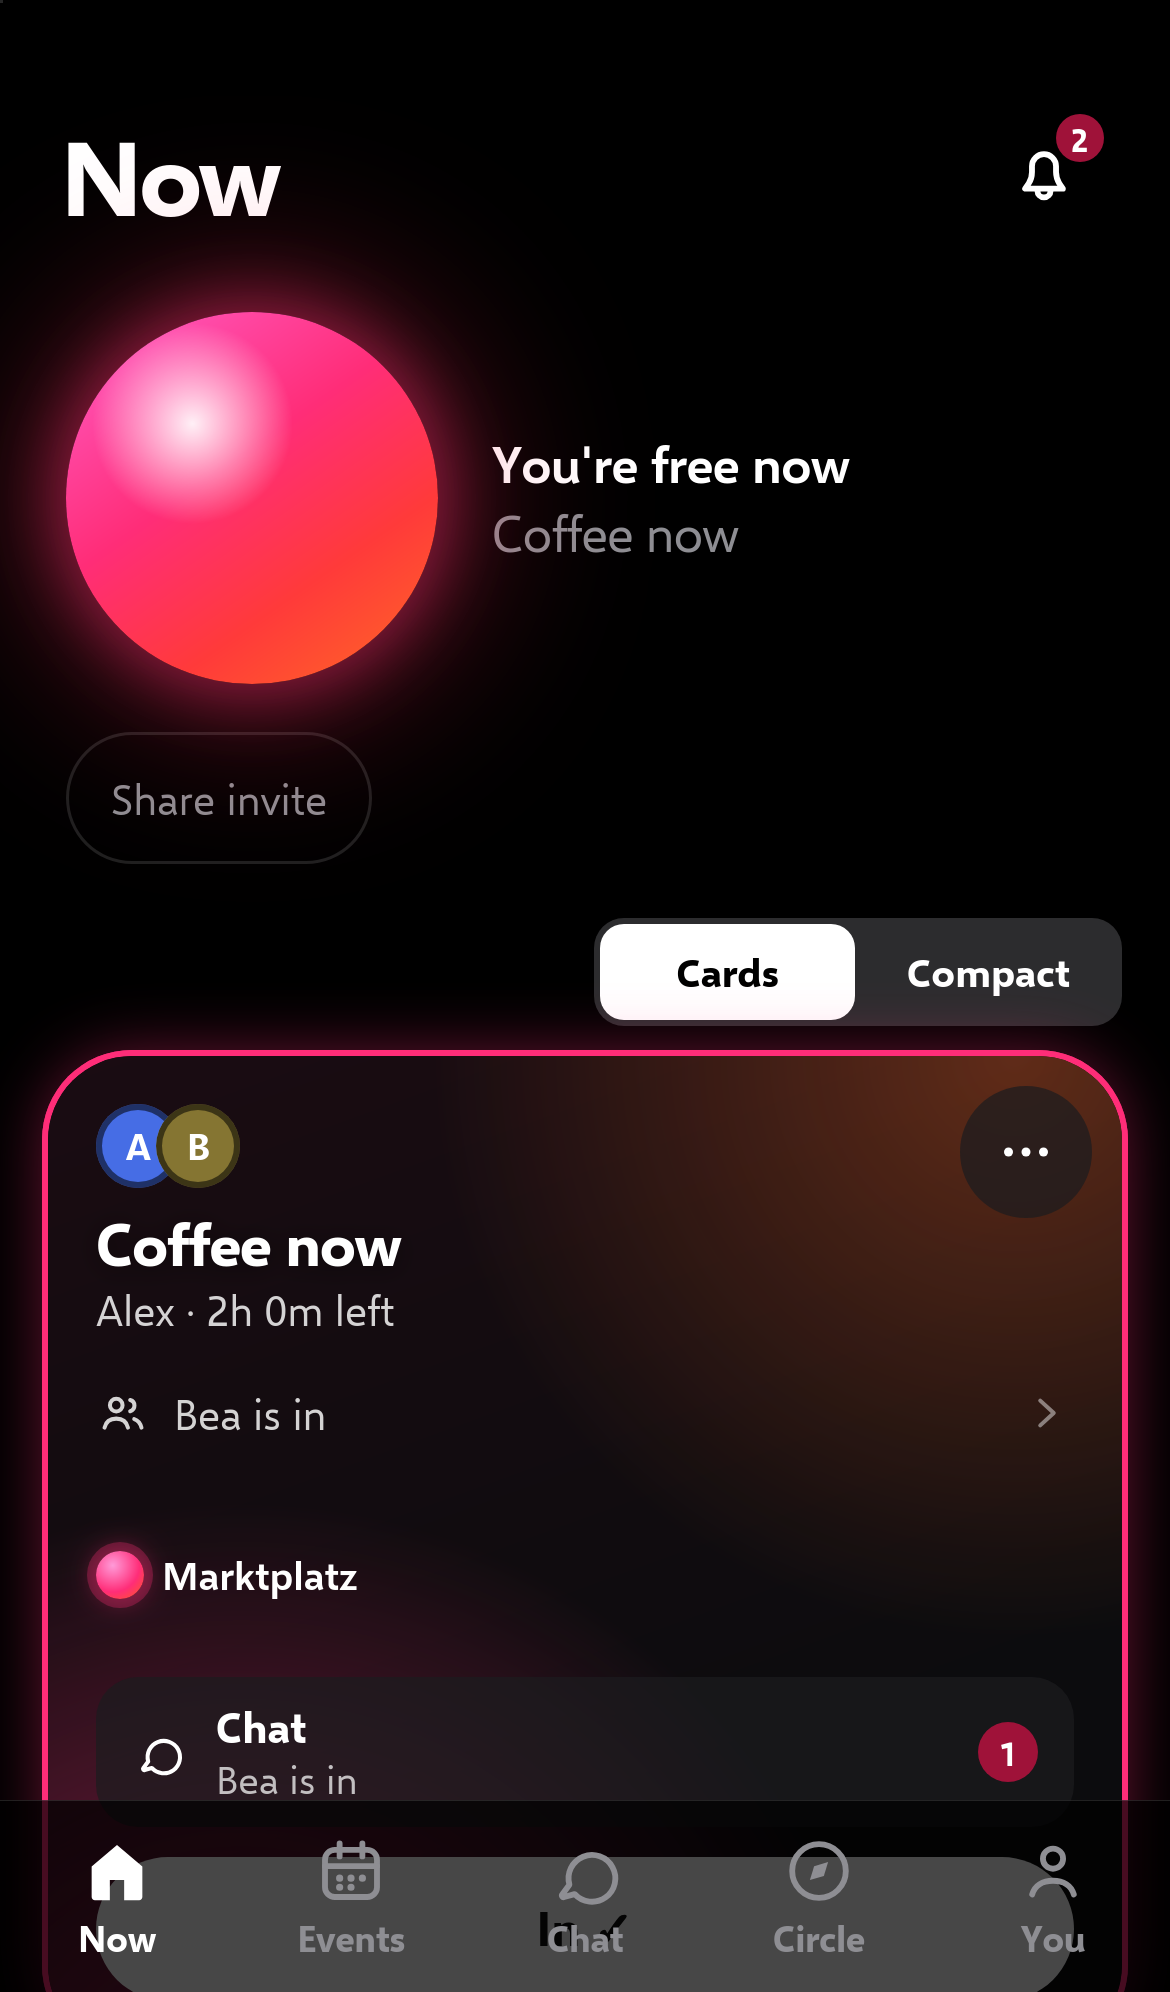 Now
2
You're free now
Coffee now
Share invite
Cards
Compact
A
B
Coffee now
Alex · 2h 0m left
Bea is in
Marktplatz
Chat
Bea is in
1
In ✓
Now
Events
Chat
Circle
You